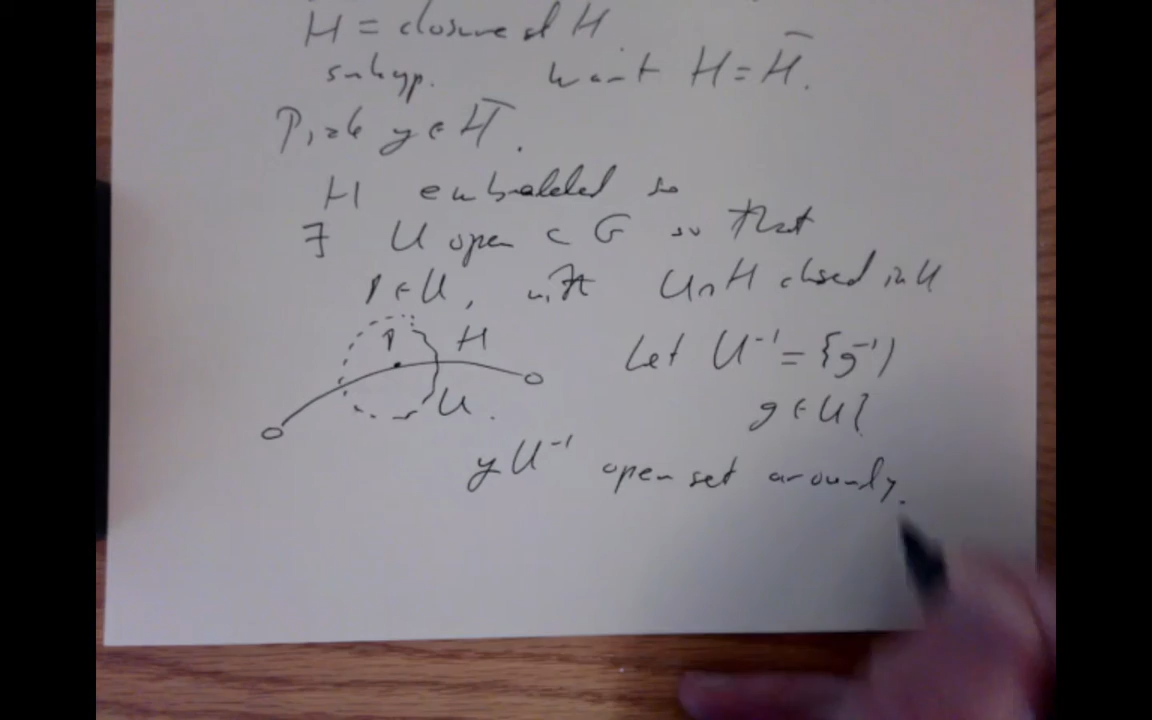 H = closure of H.
subgp. want H = H̄.
Pick y ∈ H̄.
H embedded so
∃ U open ⊂ G so that
1 ∈ U, with U∩H closed in U
1 H
U.
Let U⁻¹ = {g⁻¹)
g ∈ U}
yU⁻¹ open set around y.